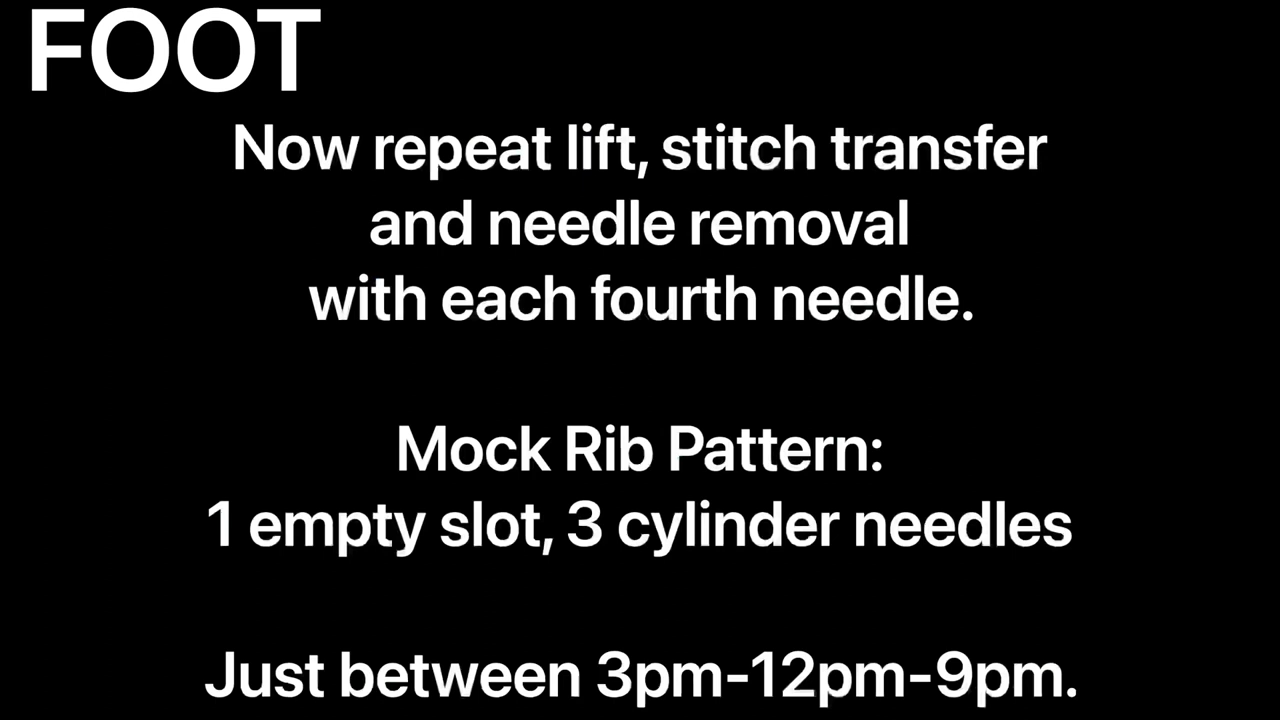 FOOT
Now repeat lift, stitch transfer
and needle removal
with each fourth needle.
Mock Rib Pattern:
1 empty slot, 3 cylinder needles
Just between 3pm-12pm-9pm.